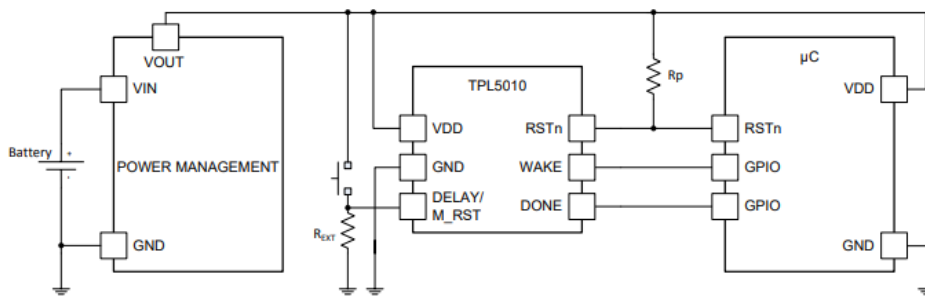 VOUT
VIN
Battery
+
-
POWER MANAGEMENT
GND
REXT
TPL5010
VDD
GND
DELAY/
M_RST
RSTn
WAKE
DONE
Rp
µC
VDD
RSTn
GPIO
GPIO
GND